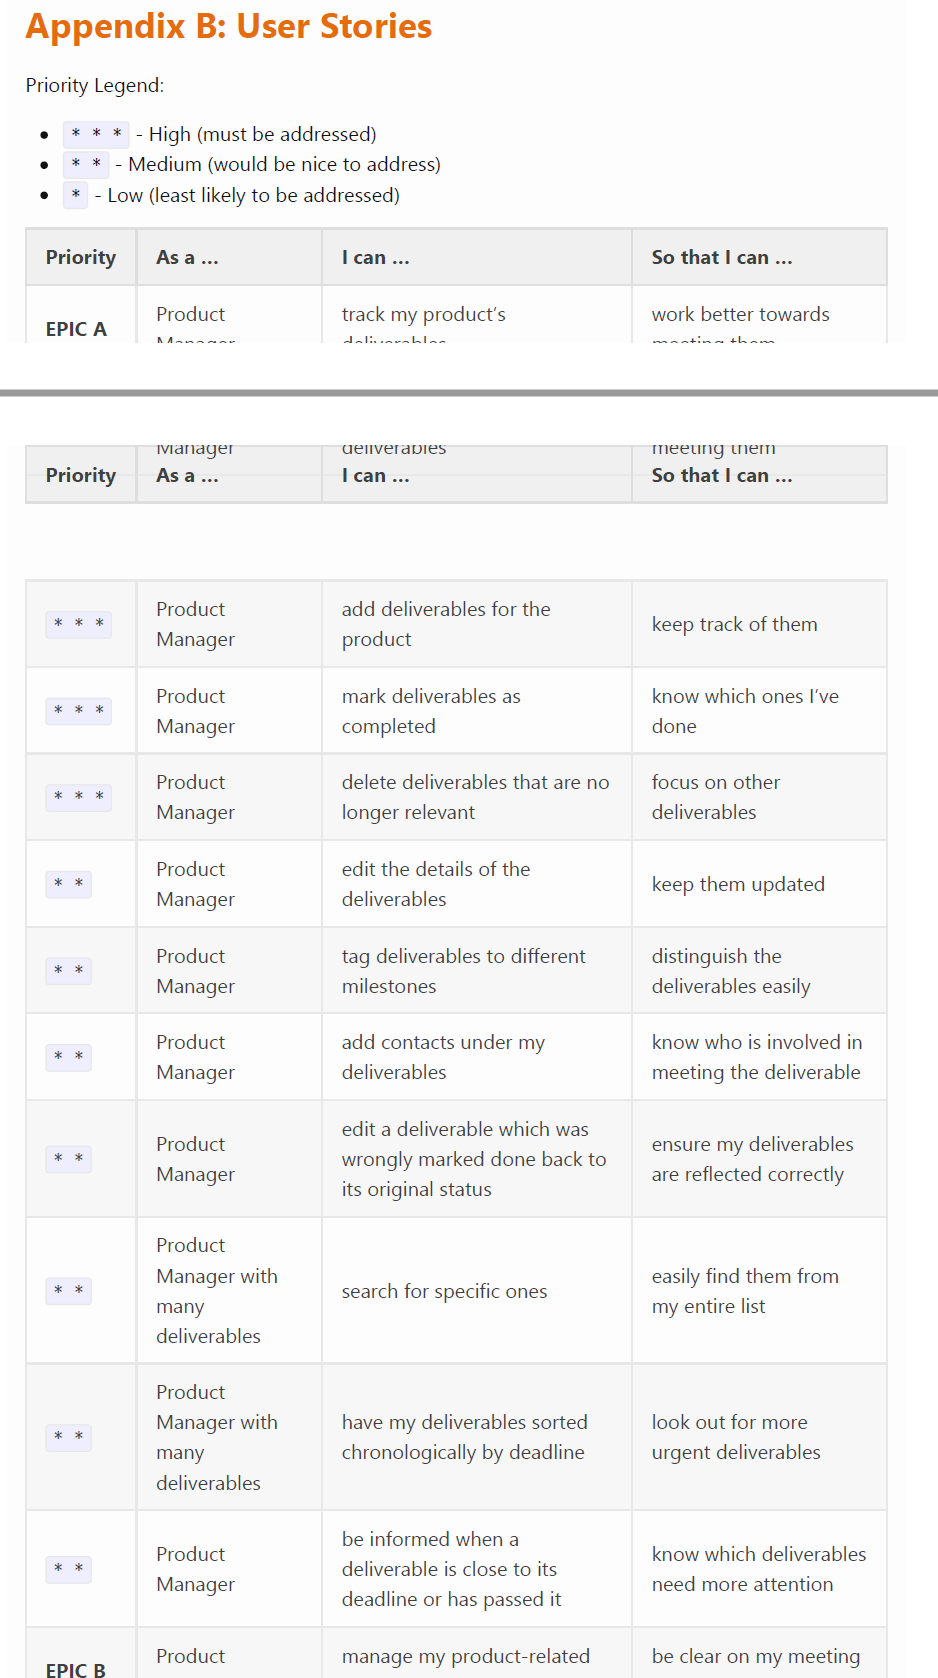 Appendix B: User Stories
Priority Legend:
* * * - High (must be addressed)
* * - Medium (would be nice to address)
* - Low (least likely to be addressed)
Priority As a ... I can ... So that I can ...
EPIC A
Product
Manager
track my product's
deliverables
work better towards
meeting them
Manager deliverables meeting them
Priority As a ... I can ... So that I can ...
* * *
Product
Manager
add deliverables for the
product
keep track of them
* * *
Product
Manager
mark deliverables as
completed
know which ones I've
done
* * *
Product
Manager
delete deliverables that are no
longer relevant
focus on other
deliverables
* *
Product
Manager
edit the details of the
deliverables
keep them updated
* *
Product
Manager
tag deliverables to different
milestones
distinguish the
deliverables easily
* *
Product
Manager
add contacts under my
deliverables
know who is involved in
meeting the deliverable
* *
Product
Manager
edit a deliverable which was
wrongly marked done back to
its original status
ensure my deliverables
are reflected correctly
* *
Product
Manager with
many
deliverables
search for specific ones
easily find them from
my entire list
* *
Product
Manager with
many
deliverables
have my deliverables sorted
chronologically by deadline
look out for more
urgent deliverables
* *
Product
Manager
be informed when a
deliverable is close to its
deadline or has passed it
know which deliverables
need more attention
EPIC B
Product
manage my product-related
be clear on my meeting